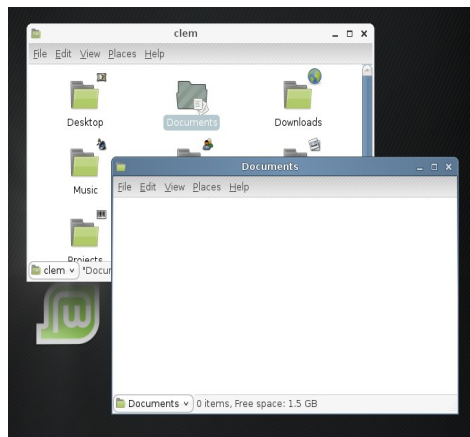 clem
File Edit View Places Help
Desktop Documents Downloads
Music
Projects
clem "Docu
Documents
File Edit View Places Help
Documents 0 items, Free space: 1.5 GB